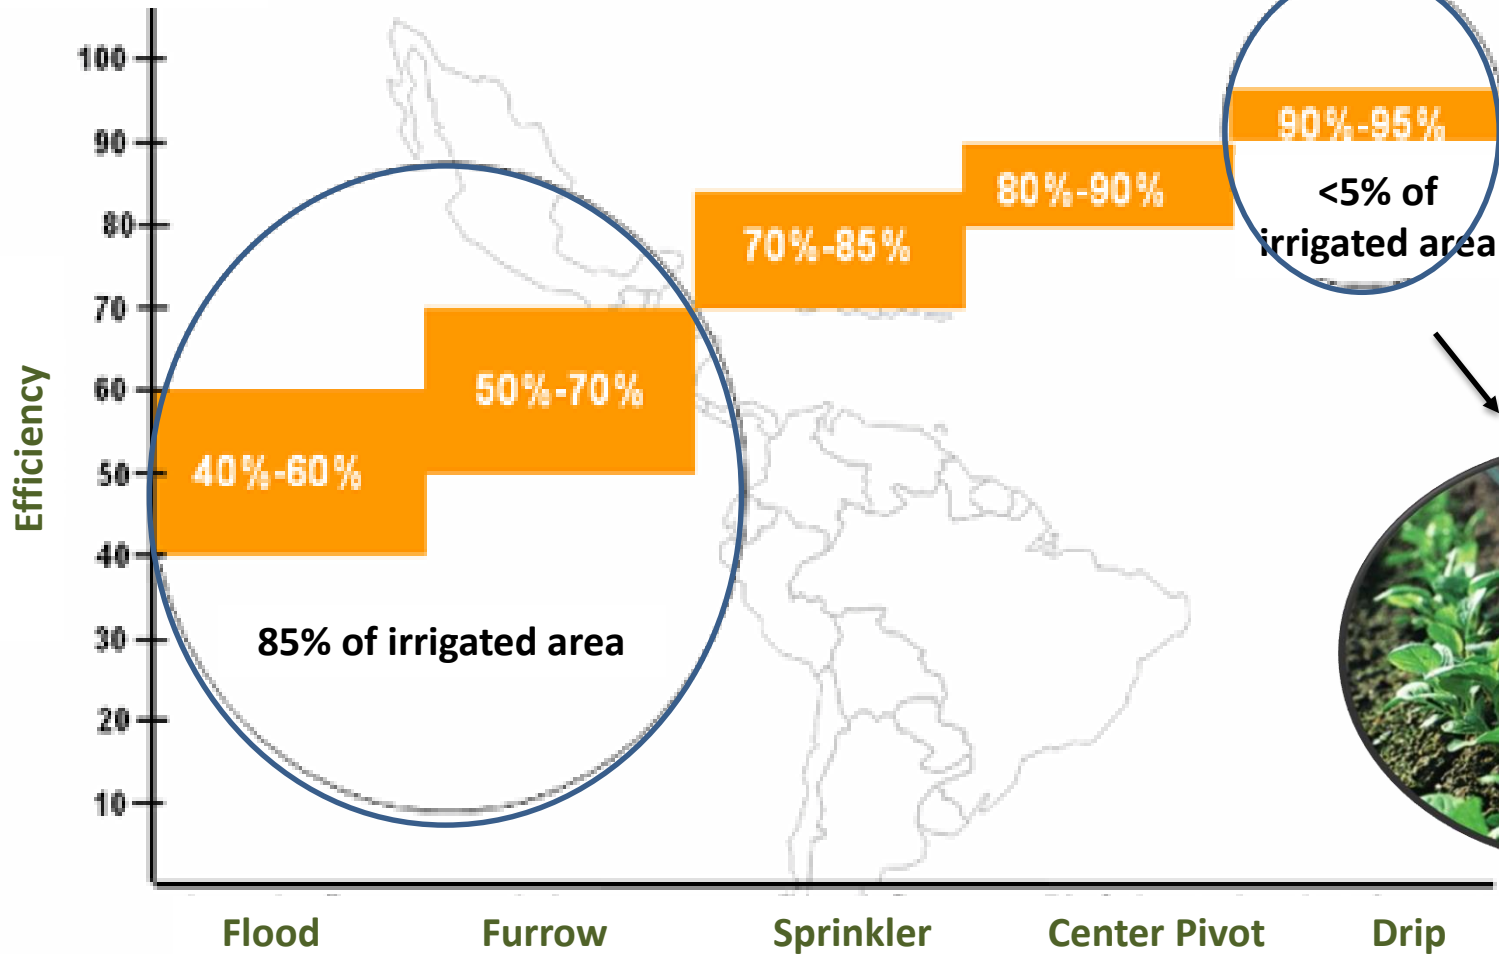 100
90
80
70
60
50
40
30
20
10
Efficiency
40%-60%
50%-70%
70%-85%
80%-90%
90%-95%
<5% of
irrigated area
85% of irrigated area
Flood
Furrow
Sprinkler
Center Pivot
Drip